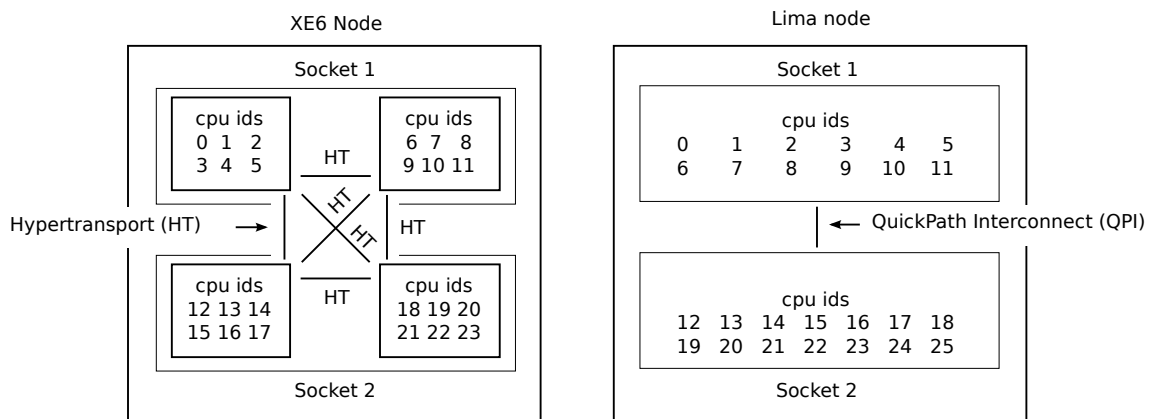 XE6 Node
Socket 1
cpu ids
0 1 2
3 4 5
cpu ids
6 7 8
9 10 11
HT
HT
HT
HT
HT
Hypertransport (HT)
cpu ids
12 13 14
15 16 17
cpu ids
18 19 20
21 22 23
Socket 2
Lima node
Socket 1
cpu ids
0 1 2 3 4 5
6 7 8 9 10 11
QuickPath Interconnect (QPI)
cpu ids
12 13 14 15 16 17 18
19 20 21 22 23 24 25
Socket 2